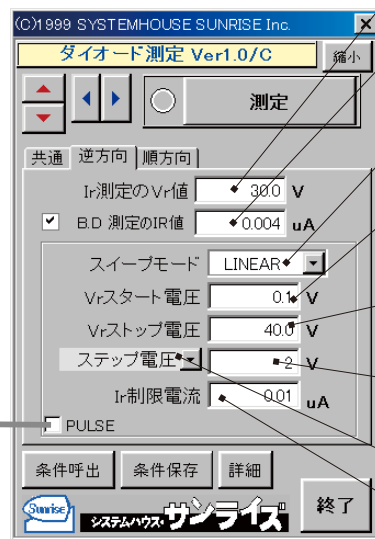 (C)1999 SYSTEMHOUSE SUNRISE Inc.
ダイオード測定 Ver1.0/C
縮小
測定
共通 逆方向 順方向
Ir測定のVr値 30.0 V
B.D 測定のIR値 0.004 uA
スイープモード LINEAR
Vrスタート電圧 0.1 V
Vrストップ電圧 40.0 V
ステップ電圧 -2 V
Ir制限電流 0.01 uA
PULSE
条件呼出 条件保存 詳細
Sunrise システムハウス・サンライズ 終了